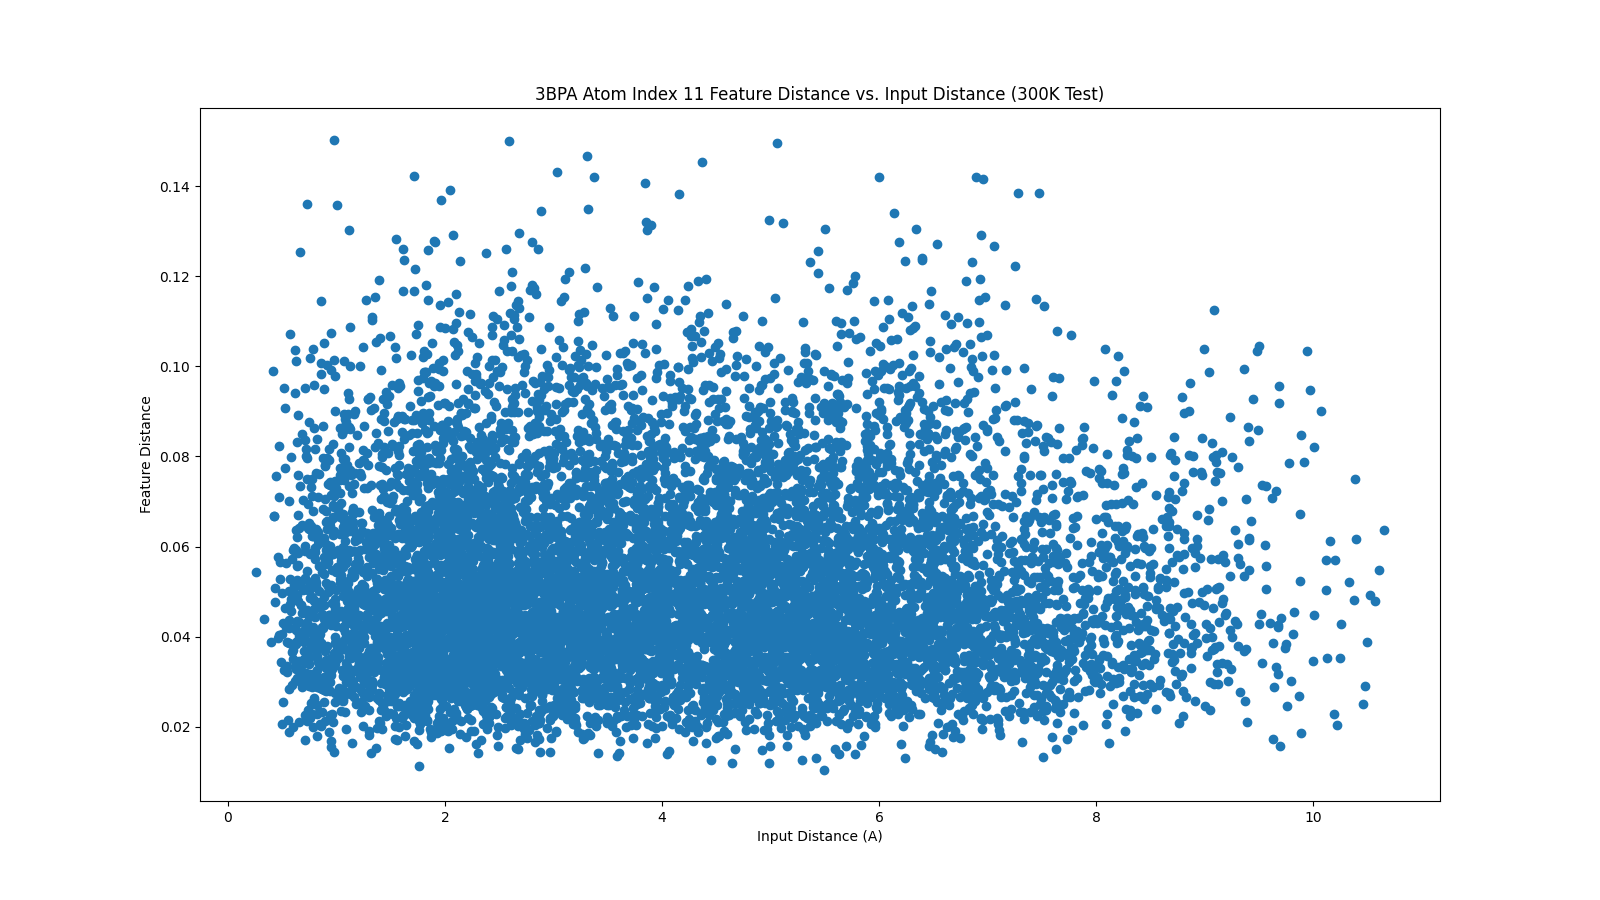 3BPA Atom Index 11 Feature Distance vs. Input Distance (300K Test)
0.14
0.12
0.10
0.08
0.06
0.04
0.02
Feature Distance
0 2 4 6 8 10
Input Distance (A)